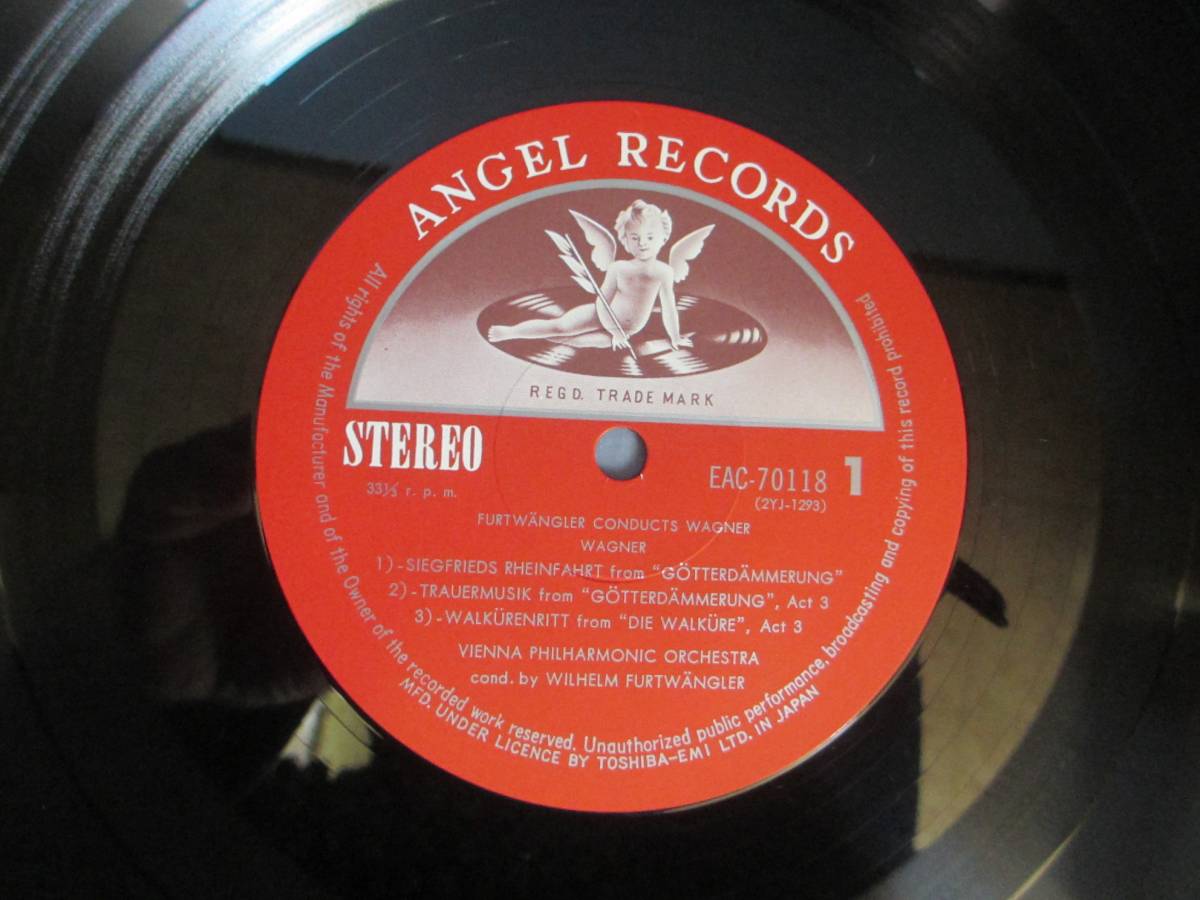 ANGEL RECORDS
REGD. TRADE MARK
STEREO
33⅓ r. p. m.
EAC-70118 1
(2YJ-1293)
FURTWÄNGLER CONDUCTS WAGNER
WAGNER
1)-SIEGFRIEDS RHEINFAHRT from "GÖTTERDÄMMERUNG"
2)-TRAUERMUSIK from "GÖTTERDÄMMERUNG", Act 3
3)-WALKÜRENRITT from "DIE WALKÜRE", Act 3
VIENNA PHILHARMONIC ORCHESTRA
cond. by WILHELM FURTWÄNGLER
All rights of the Manufacturer and of the Owner of the recorded work reserved. Unauthorized public performance, broadcasting and copying of this record prohibited
MFD. UNDER LICENCE BY TOSHIBA-EMI LTD. IN JAPAN